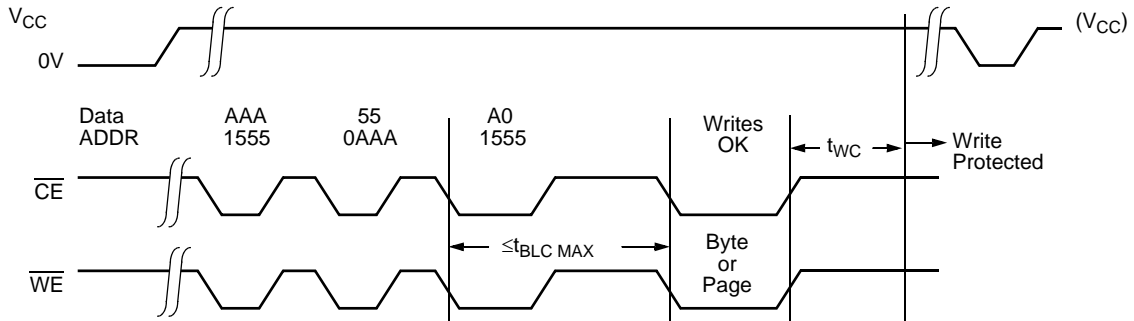 VCC
(VCC)
0V
Data AAA 55 A0 Writes
ADDR 1555 0AAA 1555 OK
tWC
Write
Protected
CE
≤tBLC MAX
Byte
or
Page
WE